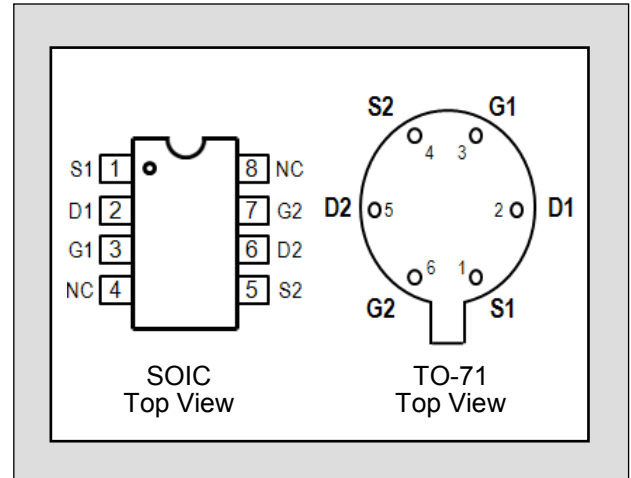 S1 1 8 NC
D1 2 7 G2
G1 3 6 D2
NC 4 5 S2
SOIC
Top View
S2 G1
4 3
D2 5 2 D1
6 1
G2 S1
TO-71
Top View